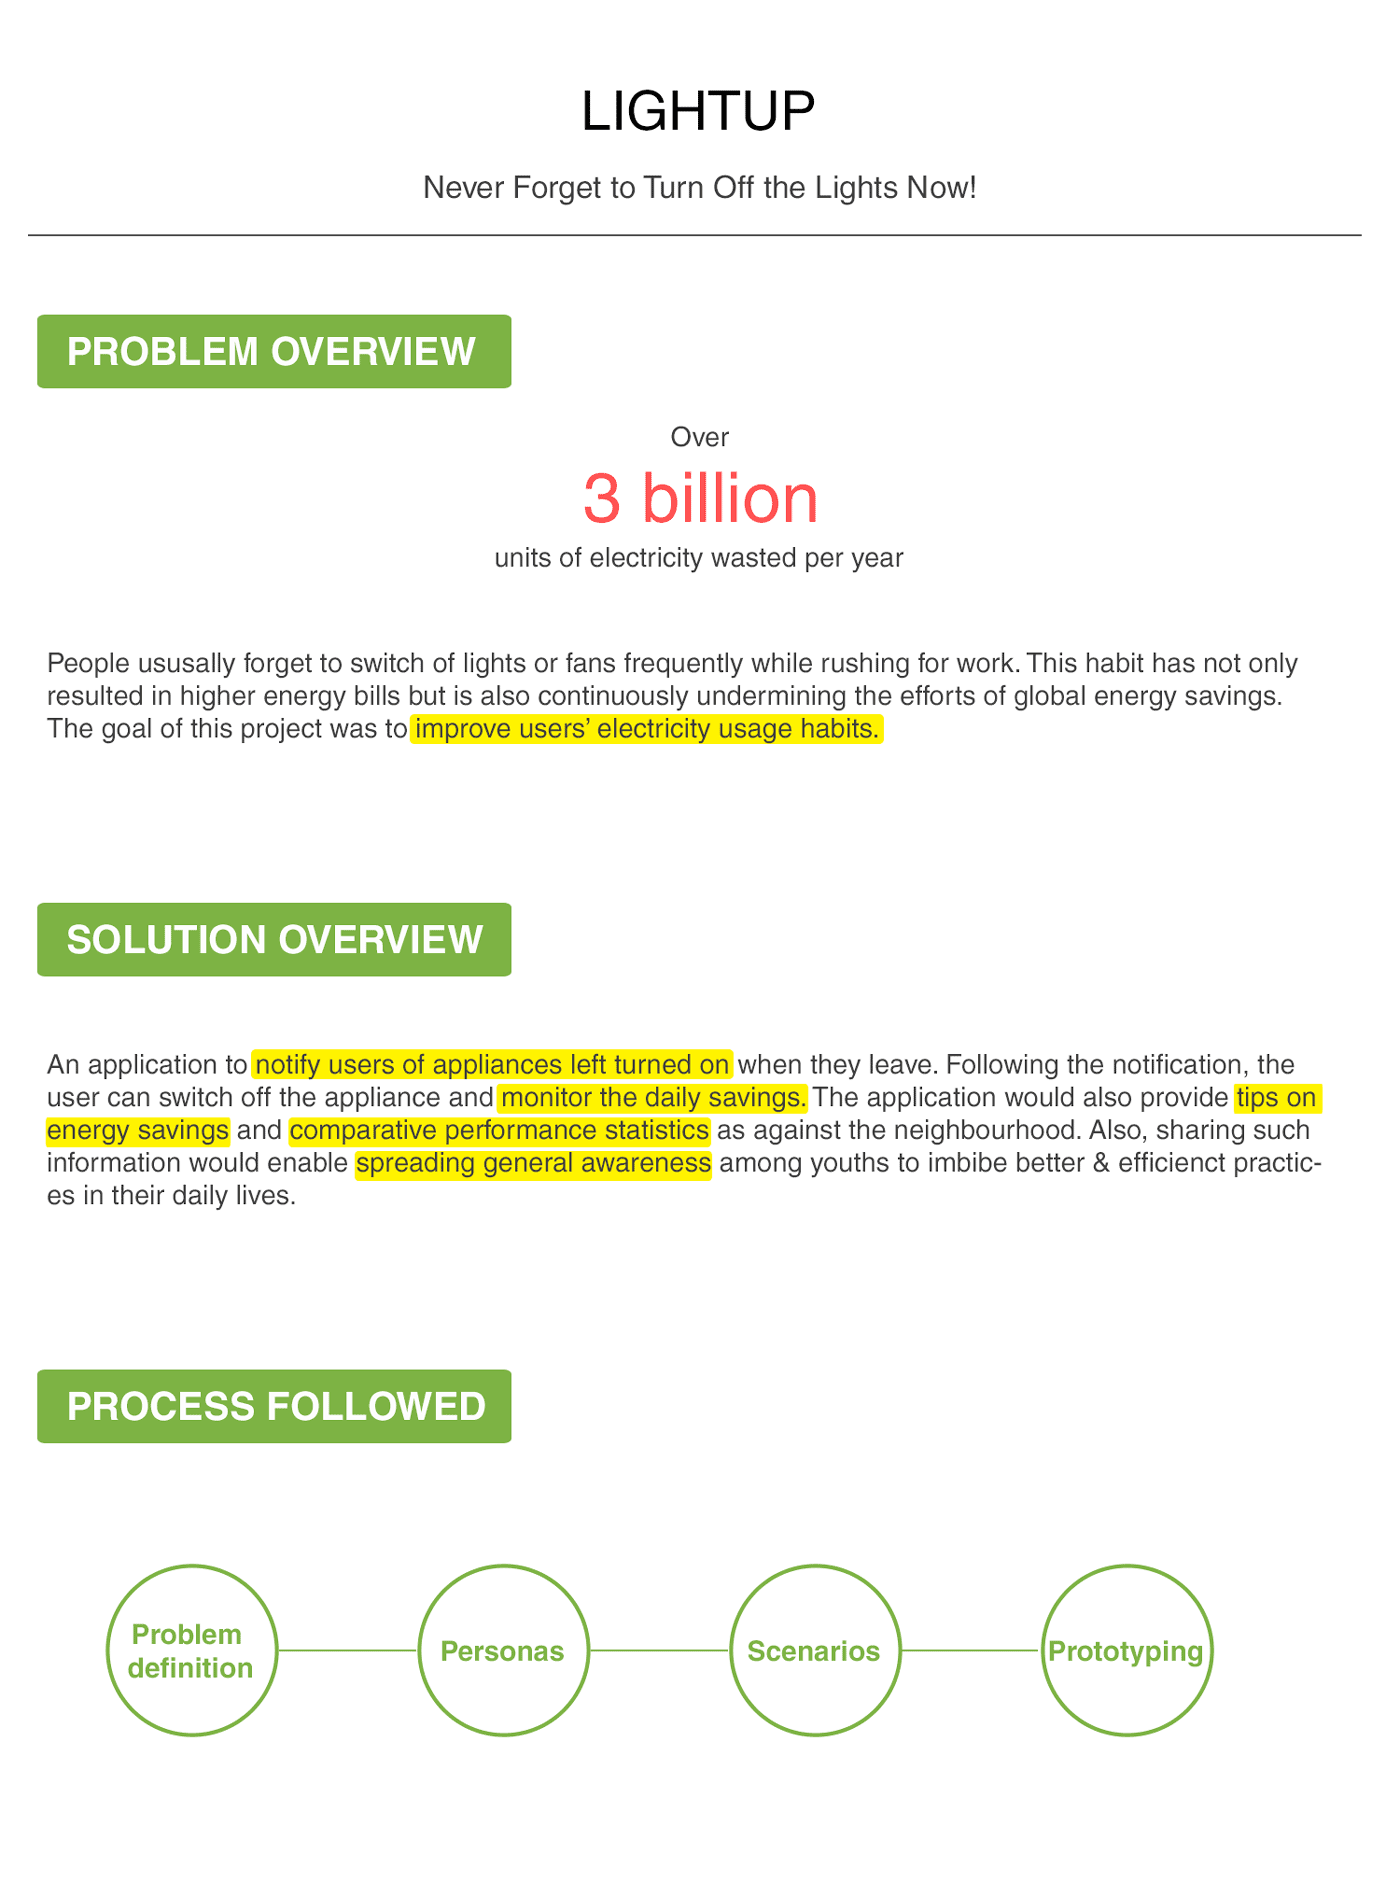 LIGHTUP
Never Forget to Turn Off the Lights Now!
PROBLEM OVERVIEW
Over
3 billion
units of electricity wasted per year
People ususally forget to switch of lights or fans frequently while rushing for work. This habit has not only
resulted in higher energy bills but is also continuously undermining the efforts of global energy savings.
The goal of this project was to improve users’ electricity usage habits.
SOLUTION OVERVIEW
An application to notify users of appliances left turned on when they leave. Following the notification, the
user can switch off the appliance and monitor the daily savings. The application would also provide tips on
energy savings and comparative performance statistics as against the neighbourhood. Also, sharing such
information would enable spreading general awareness among youths to imbibe better & efficienct practic-
es in their daily lives.
PROCESS FOLLOWED
Problem
definition
Personas
Scenarios
Prototyping